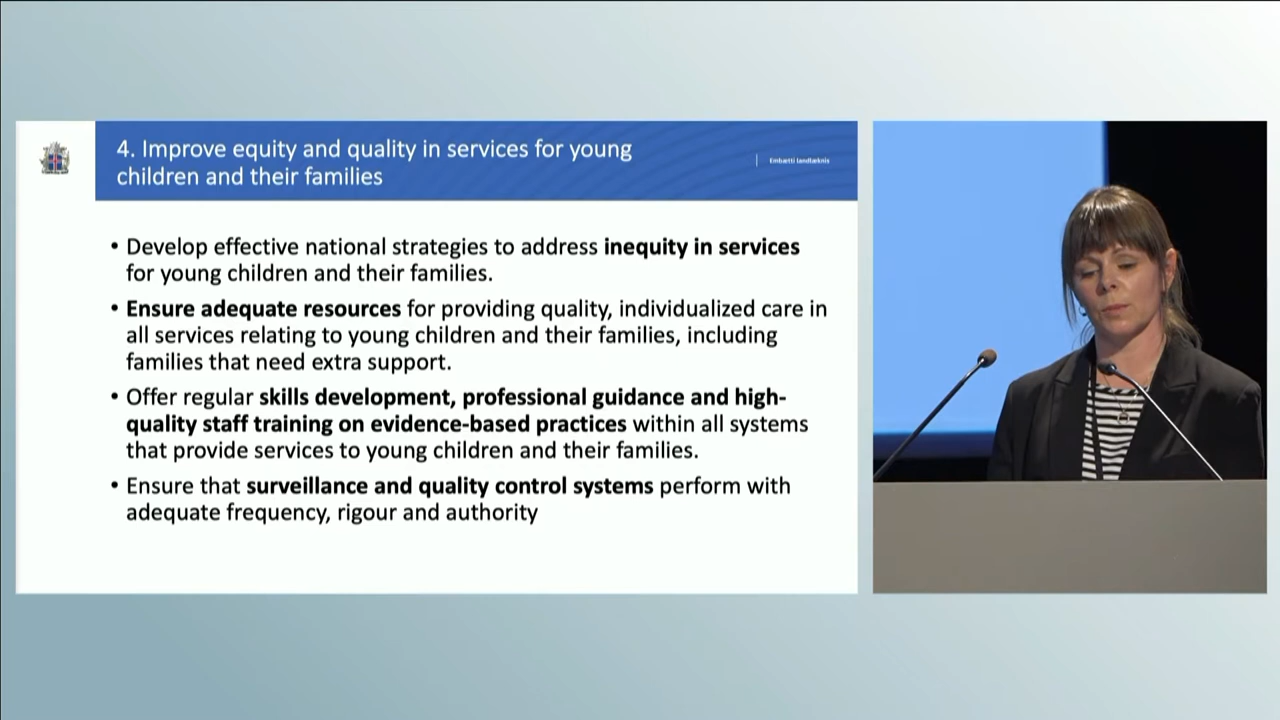 4. Improve equity and quality in services for young
children and their families
Embætti landlæknis
• Develop effective national strategies to address inequity in services
for young children and their families.
• Ensure adequate resources for providing quality, individualized care in
all services relating to young children and their families, including
families that need extra support.
• Offer regular skills development, professional guidance and high-
quality staff training on evidence-based practices within all systems
that provide services to young children and their families.
• Ensure that surveillance and quality control systems perform with
adequate frequency, rigour and authority